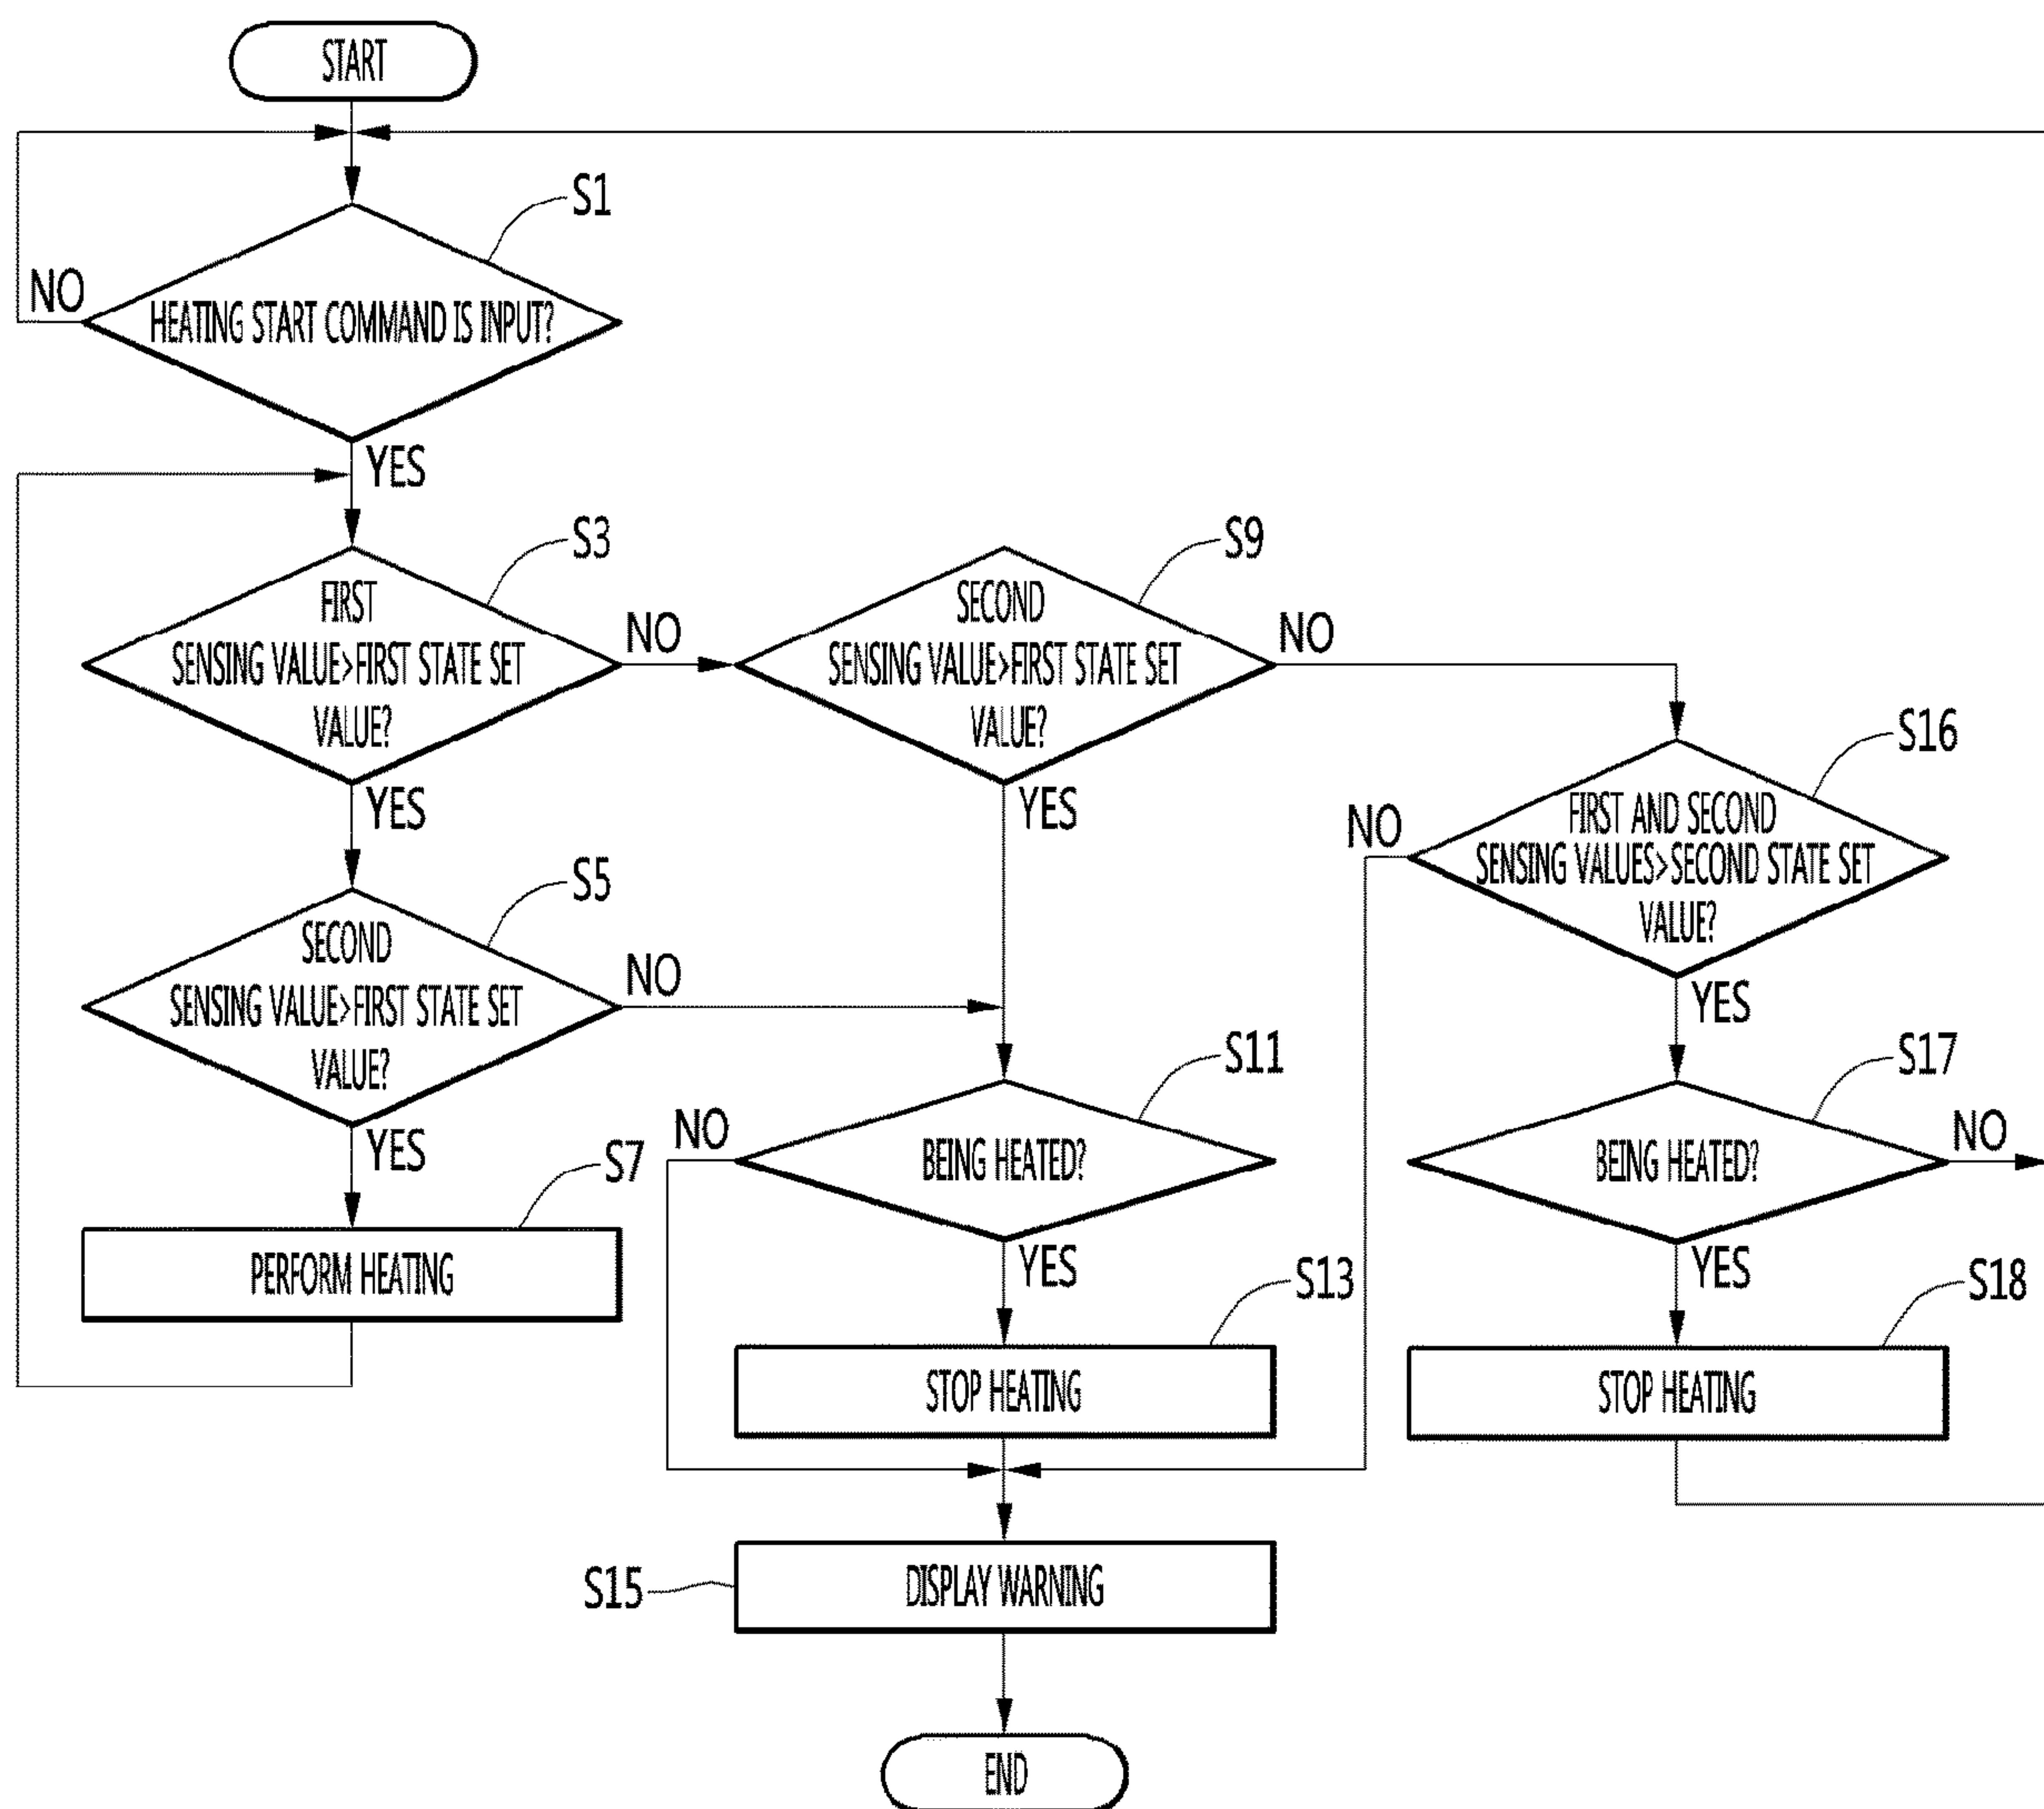 START
S1
NO
HEATING START COMMAND IS INPUT?
YES
S3
FIRST
SENSING VALUE>FIRST STATE SET
VALUE?
NO
YES
S9
SECOND
SENSING VALUE>FIRST STATE SET
VALUE?
NO
YES
S16
FIRST AND SECOND
SENSING VALUES>SECOND STATE SET
VALUE?
NO
YES
S5
SECOND
SENSING VALUE>FIRST STATE SET
VALUE?
NO
YES
S11
BEING HEATED?
NO
YES
S17
BEING HEATED?
NO
YES
S7
PERFORM HEATING
S13
STOP HEATING
S18
STOP HEATING
S15
DISPLAY WARNING
END